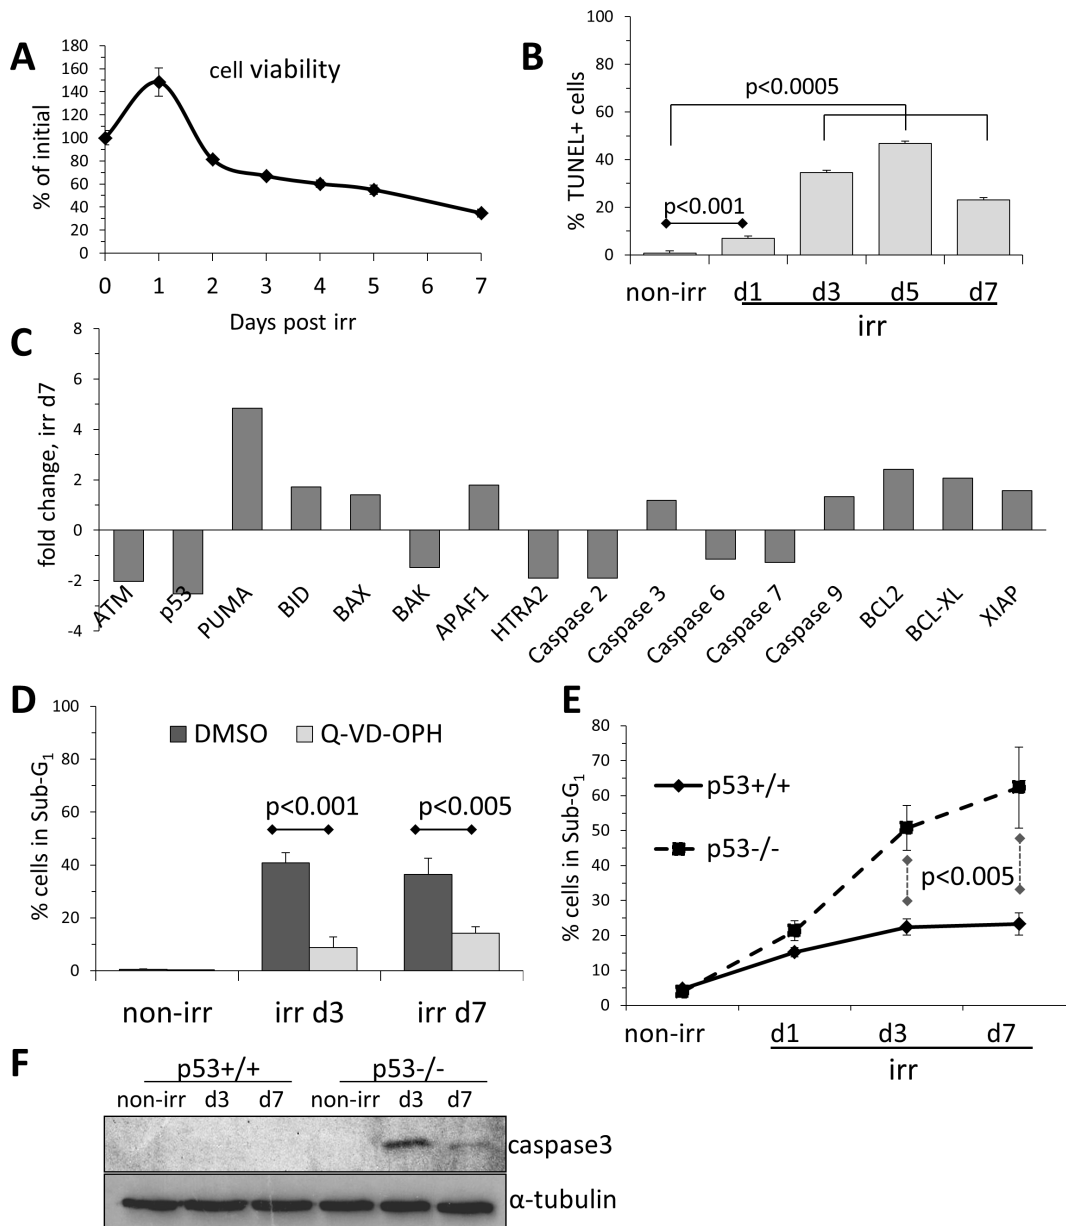 A
cell viability
% of initial
180
160
140
120
100
80
60
40
20
0
0 1 2 3 4 5 6 7
Days post irr
B
% TUNEL+ cells
100
80
60
40
20
0
p<0.0005
p<0.001
non-irr d1 d3 d5 d7
irr
C
fold change, irr d7
8
6
4
2
0
-2
-4
ATM
p53
PUMA
BID
BAX
BAK
APAF1
HTRA2
Caspase 2
Caspase 3
Caspase 6
Caspase 7
Caspase 9
BCL2
BCL-XL
XIAP
D
% cells in Sub-G1
100
80
60
40
20
0
DMSO Q-VD-OPH
p<0.001 p<0.005
non-irr irr d3 irr d7
E
% cells in Sub-G1
80
70
60
50
40
30
20
10
0
p53+/+
p53-/-
p<0.005
non-irr d1 d3 d7
irr
F
p53+/+ p53-/-
non-irr d3 d7 non-irr d3 d7
caspase3
α-tubulin